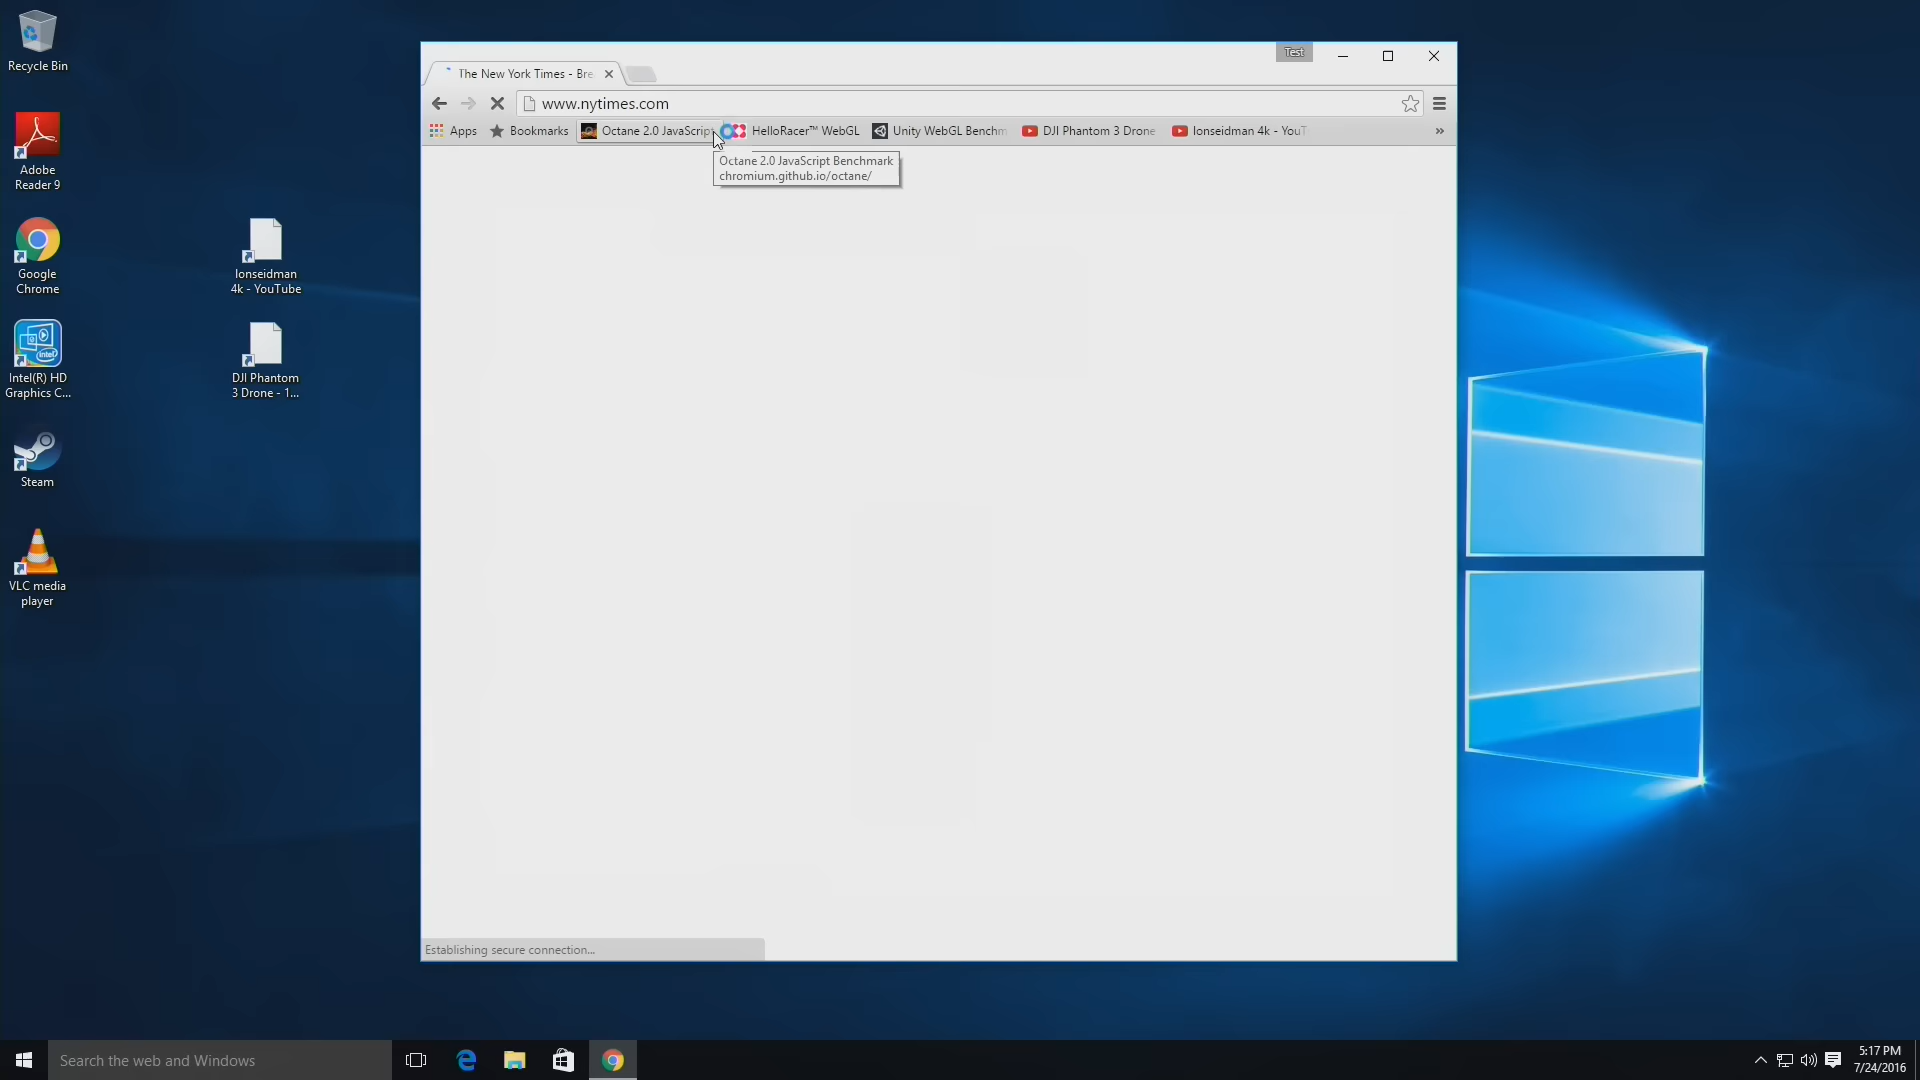 Recycle Bin
Adobe
Reader 9
Google
Chrome
Intel(R) HD
Graphics C...
Steam
VLC media
player
lonseidman
4k - YouTube
DJI Phantom
3 Drone - 1...
Test
The New York Times - Bre
www.nytimes.com
Apps
Bookmarks
Octane 2.0 JavaScript
HelloRacer™ WebGL
Unity WebGL Benchm
DJI Phantom 3 Drone
lonseidman 4k - YouT
»
Octane 2.0 JavaScript Benchmark
chromium.github.io/octane/
Establishing secure connection...
Search the web and Windows
5:17 PM
7/24/2016